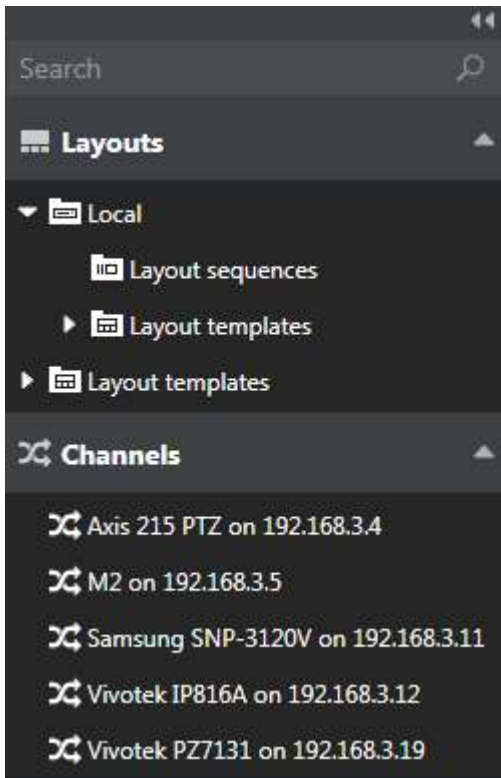 Search
Layouts
Local
Layout sequences
Layout templates
Layout templates
Channels
Axis 215 PTZ on 192.168.3.4
M2 on 192.168.3.5
Samsung SNP-3120V on 192.168.3.11
Vivotek IP816A on 192.168.3.12
Vivotek PZ7131 on 192.168.3.19